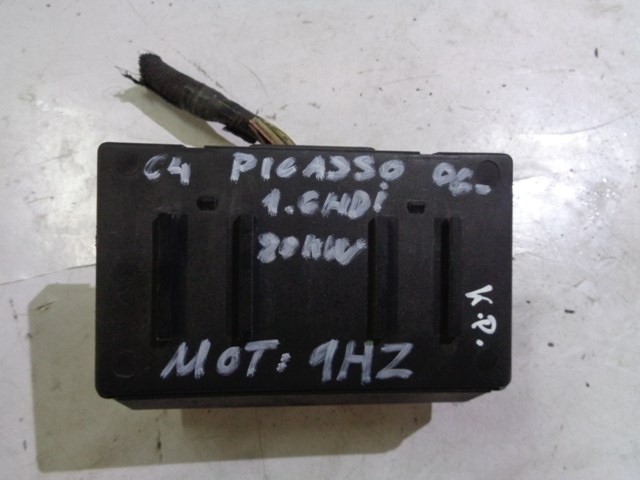 C4 PICASSO 06-
1.6HDi
80KW
K.P.
MOT: 9HZ